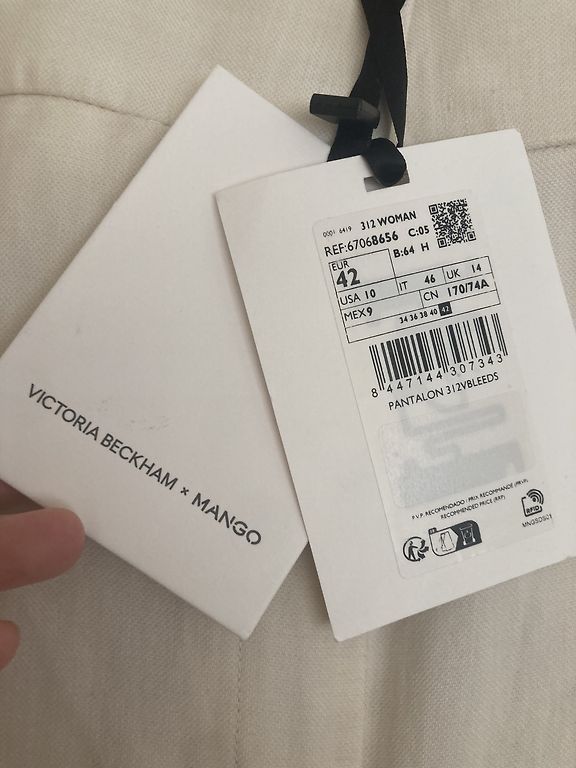 VICTORIA BECKHAM × MANGO
0001 6419 312 WOMAN
REF:67068656 C:05
B:64 H
EUR
42
IT 46 UK 14
USA 10
CN 170/74A
MEX 9
34 36 38 40 42
8 447144 307343
PANTALON 312VBLEEDS
P.V.P. RECOMENDADO - PRIX RECOMMANDÉ (PRVP)
RECOMMENDED PRICE (RRP)
RFID